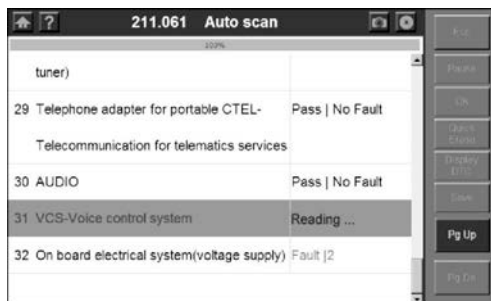 211.061 Auto scan
100%
tuner)
29 Telephone adapter for portable CTEL- Pass | No Fault
Telecommunication for telematics services
30 AUDIO Pass | No Fault
31 VCS-Voice control system Reading ...
32 On board electrical system(voltage supply) Fault |2
Pause
OK
Quick Erase
Display DTC
Save
Pg Up
Pg Dn